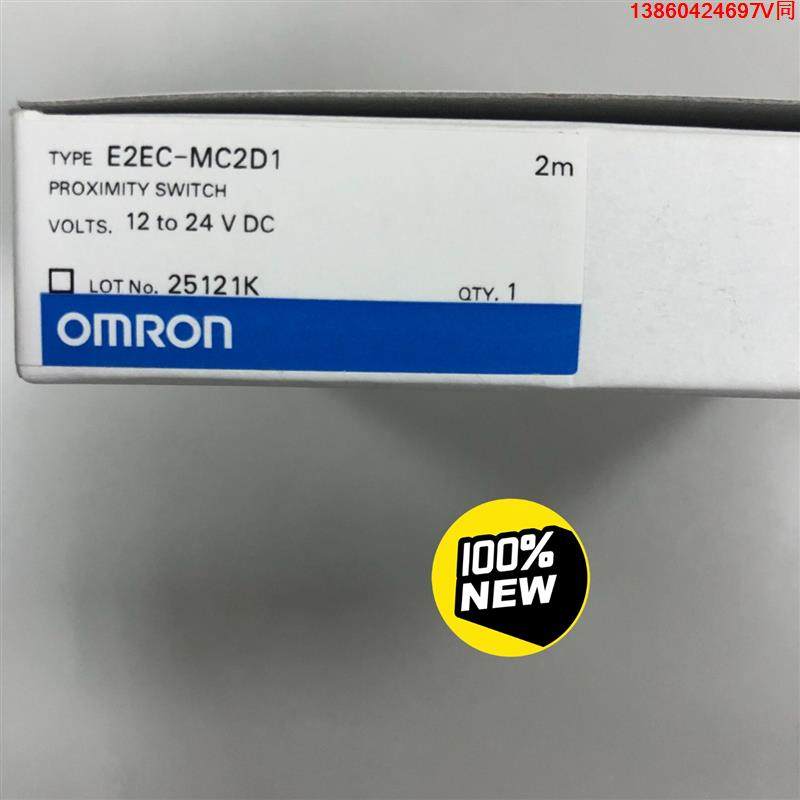 13860424697V同
TYPE E2EC-MC2D1 2m
PROXIMITY SWITCH
VOLTS. 12 to 24 V DC
LOT No. 25121K QTY. 1
OMRON
100%
NEW